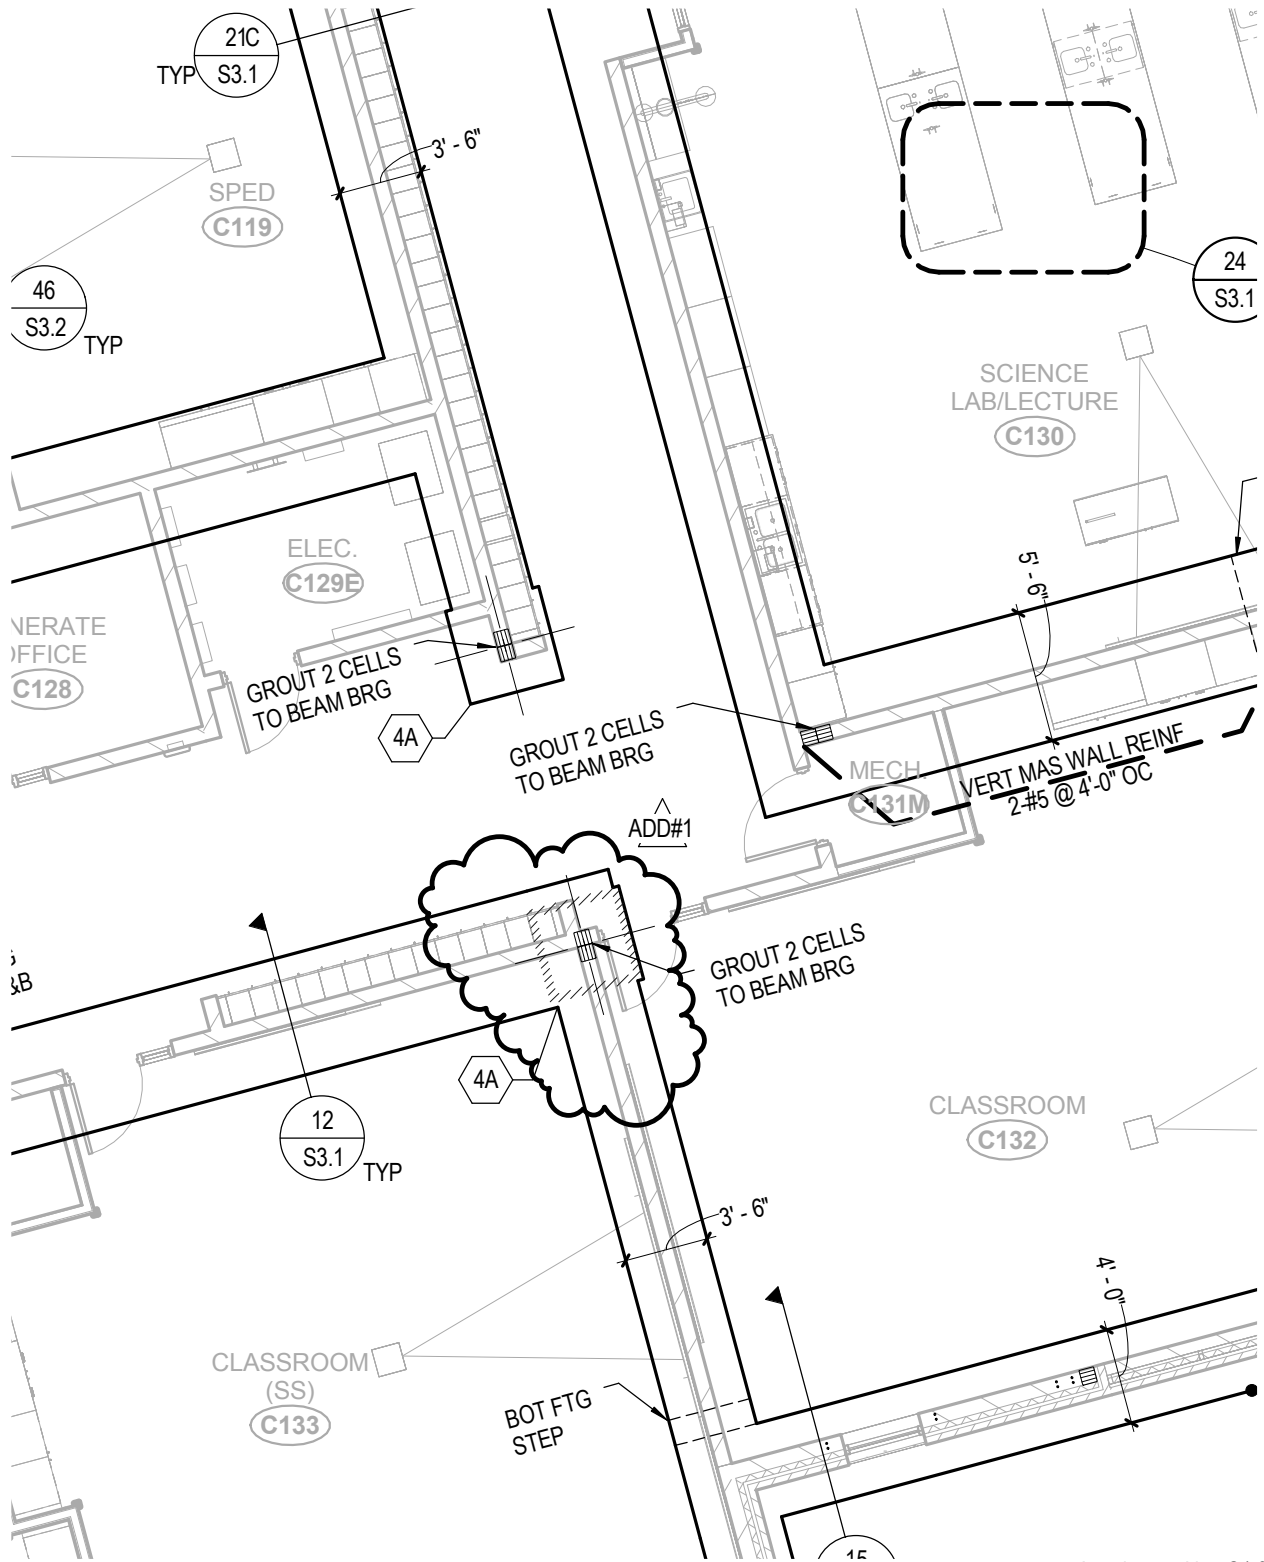 21C
S3.1
TYP
3' - 6"
SPED
C119
46
S3.2
TYP
24
S3.1
SCIENCE
LAB/LECTURE
C130
ELEC.
C129E
5' - 6"
NERATE
OFFICE
C128
GROUT 2 CELLS
TO BEAM BRG
4A
GROUT 2 CELLS
TO BEAM BRG
MECH.
C131M
VERT MAS WALL REINF
2-#5 @ 4'-0" OC
ADD#1
GROUT 2 CELLS
TO BEAM BRG
&B
4A
12
S3.1
TYP
CLASSROOM
C132
3' - 6"
4' - 0"
CLASSROOM
(SS)
C133
BOT FTG
STEP
15